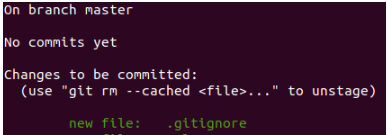 On branch master
No commits yet
Changes to be committed:
(use "git rm --cached <file>..." to unstage)
new file: .gitignore